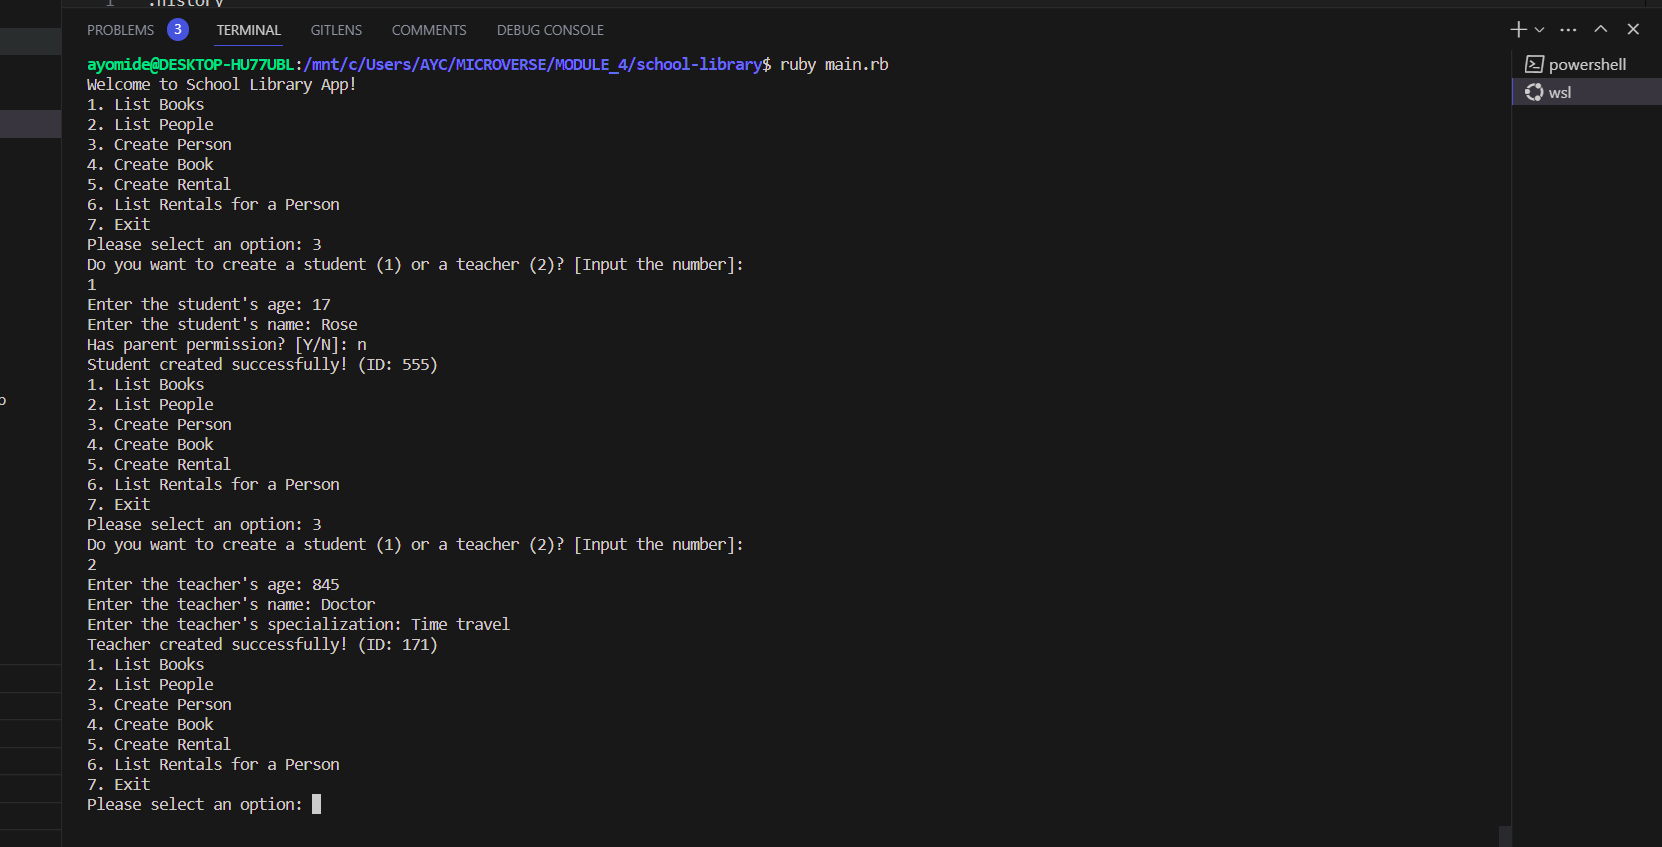 1 .history
PROBLEMS 3 TERMINAL GITLENS COMMENTS DEBUG CONSOLE
ayomide@DESKTOP-HU77UBL:/mnt/c/Users/AYC/MICROVERSE/MODULE_4/school-library$ ruby main.rb
Welcome to School Library App!
1. List Books
2. List People
3. Create Person
4. Create Book
5. Create Rental
6. List Rentals for a Person
7. Exit
Please select an option: 3
Do you want to create a student (1) or a teacher (2)? [Input the number]:
1
Enter the student's age: 17
Enter the student's name: Rose
Has parent permission? [Y/N]: n
Student created successfully! (ID: 555)
1. List Books
2. List People
3. Create Person
4. Create Book
5. Create Rental
6. List Rentals for a Person
7. Exit
Please select an option: 3
Do you want to create a student (1) or a teacher (2)? [Input the number]:
2
Enter the teacher's age: 845
Enter the teacher's name: Doctor
Enter the teacher's specialization: Time travel
Teacher created successfully! (ID: 171)
1. List Books
2. List People
3. Create Person
4. Create Book
5. Create Rental
6. List Rentals for a Person
7. Exit
Please select an option:
powershell
wsl